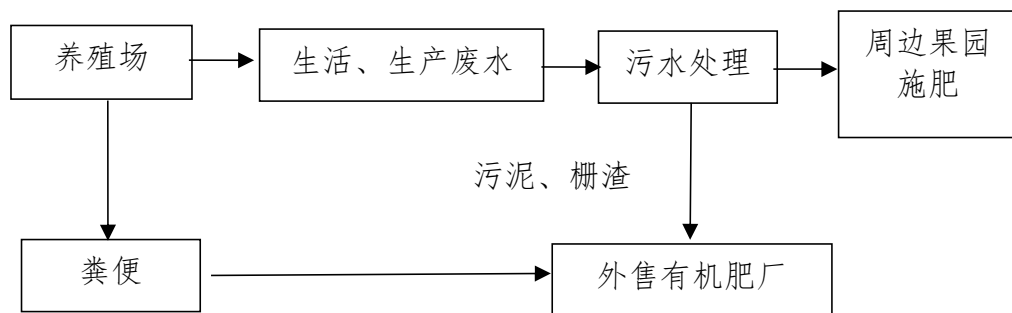 养殖场
生活、生产废水
污水处理
周边果园
施肥
污泥、栅渣
粪便
外售有机肥厂